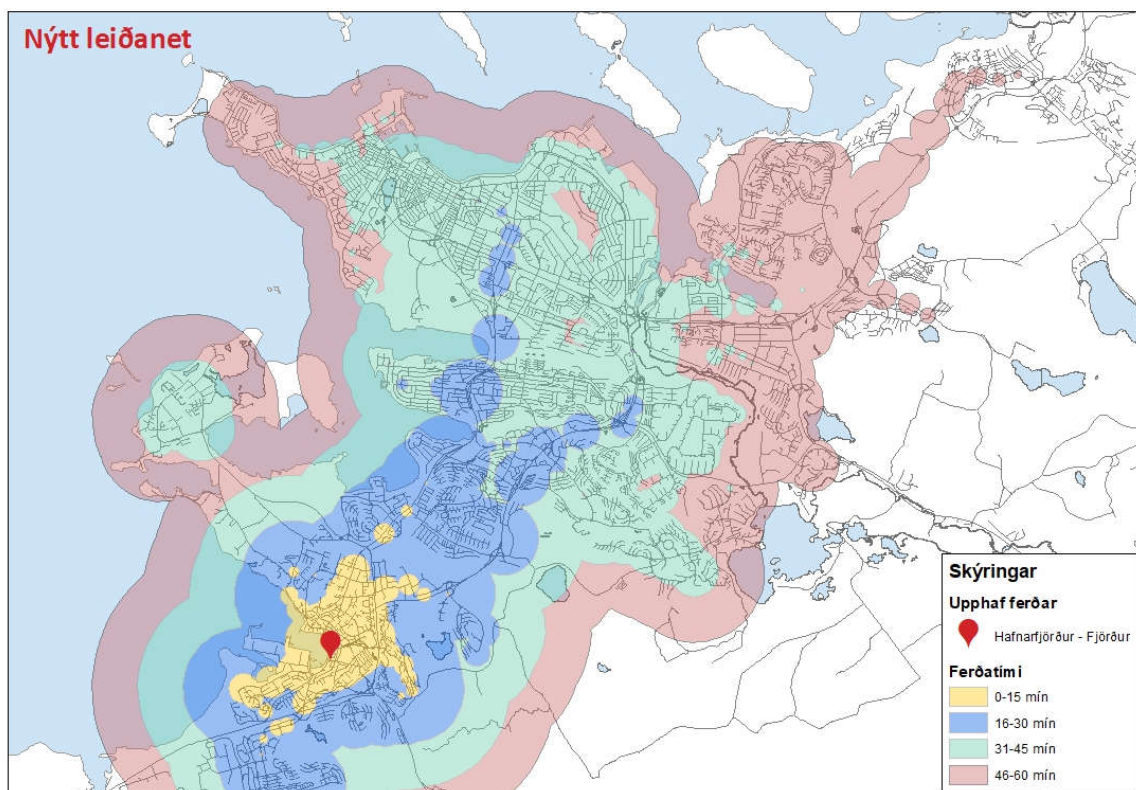 Nýtt leiðanet
Skýringar
Upphaf ferðar
Hafnarfjörður - Fjörður
Ferðatími
0-15 mín
16-30 mín
31-45 mín
46-60 mín